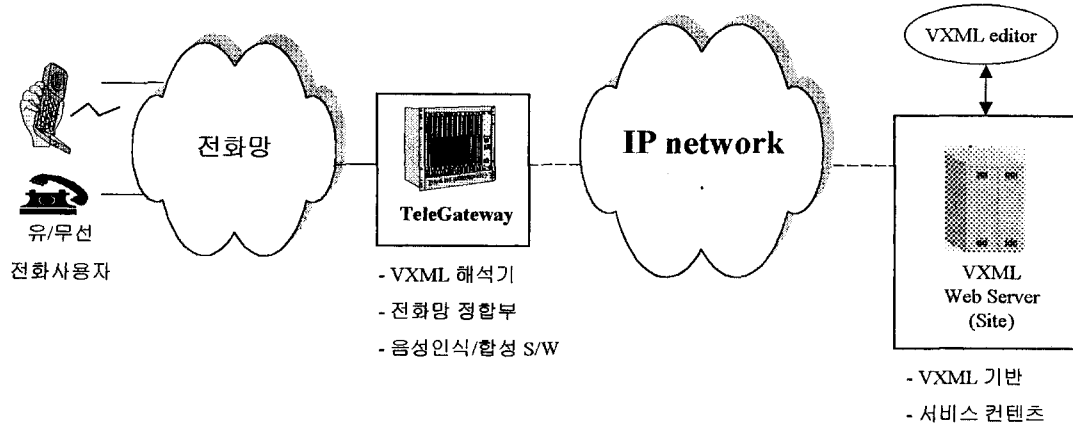 유/무선
전화사용자
전화망
TeleGateway
- VXML 해석기
- 전화망 정합부
- 음성인식/합성 S/W
IP network
VXML editor
VXML
Web Server
(Site)
- VXML 기반
- 서비스 컨텐츠